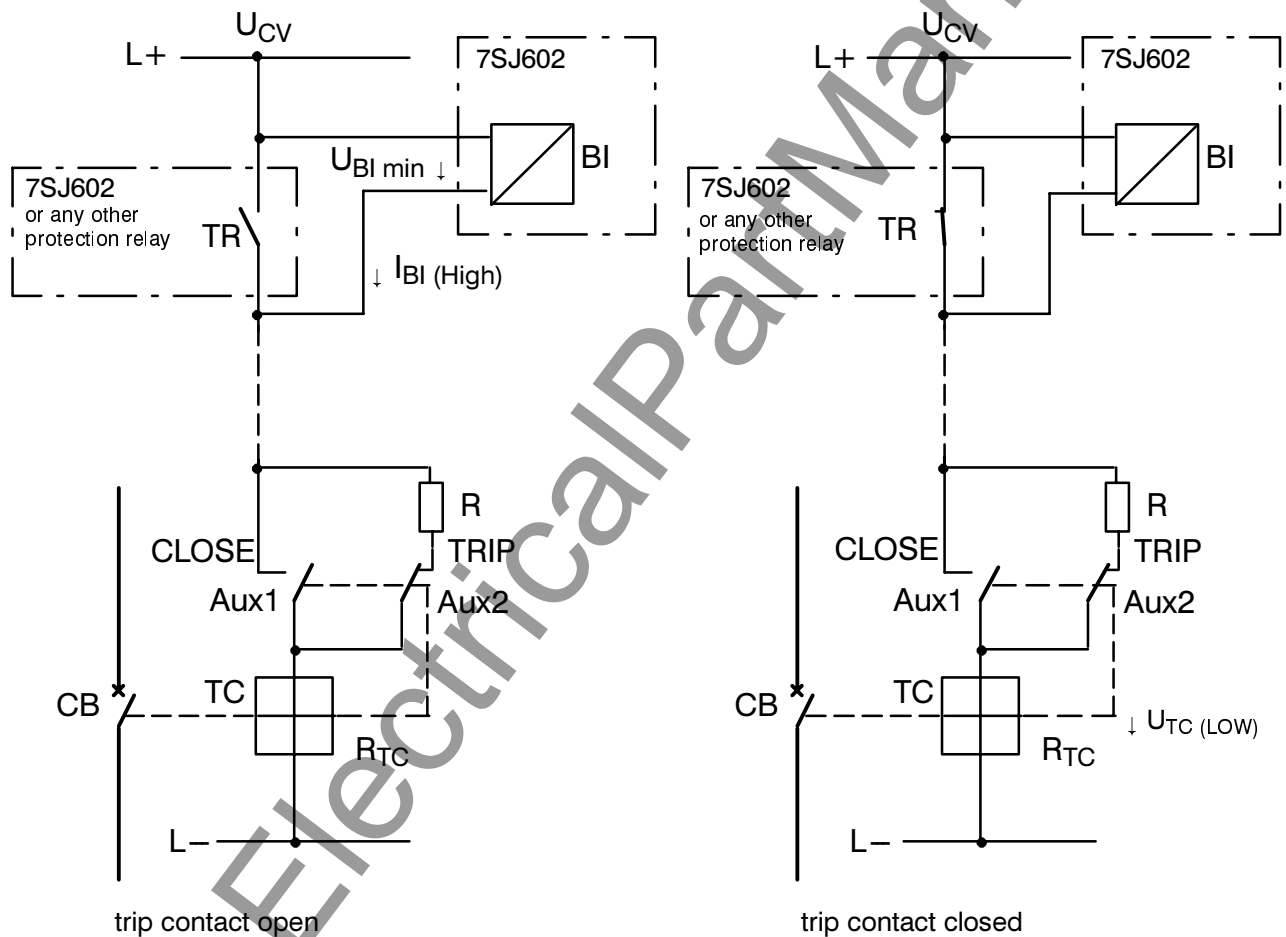 U_CV
L+
7SJ602
BI
U_BI min ↓
7SJ602
or any other
protection relay
TR
↓ I_BI (High)
R
CLOSE
TRIP
Aux1
Aux2
TC
CB
R_TC
L−
trip contact open
U_CV
L+
7SJ602
BI
7SJ602
or any other
protection relay
TR
R
CLOSE
TRIP
Aux1
Aux2
TC
CB
↓ U_TC (LOW)
R_TC
L−
trip contact closed
ElectricalPartMan